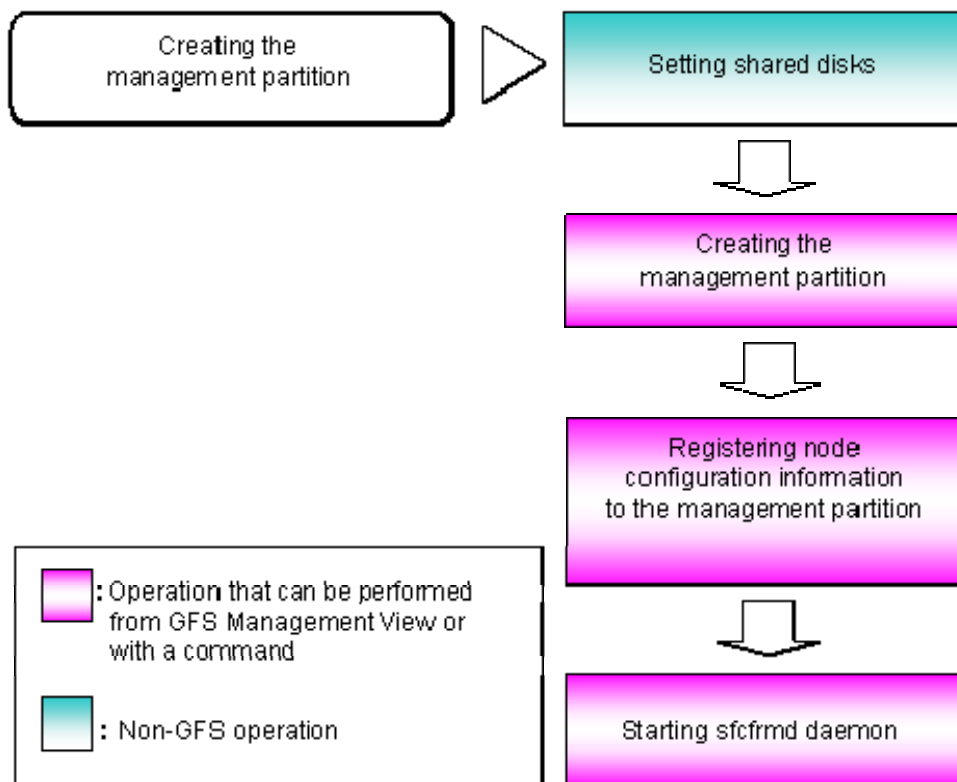 Creating the
management partition
Setting shared disks
Creating the
management partition
Registering node
configuration information
to the management partition
: Operation that can be performed
from GFS Management View or
with a command
: Non-GFS operation
Starting sfcfrmd daemon